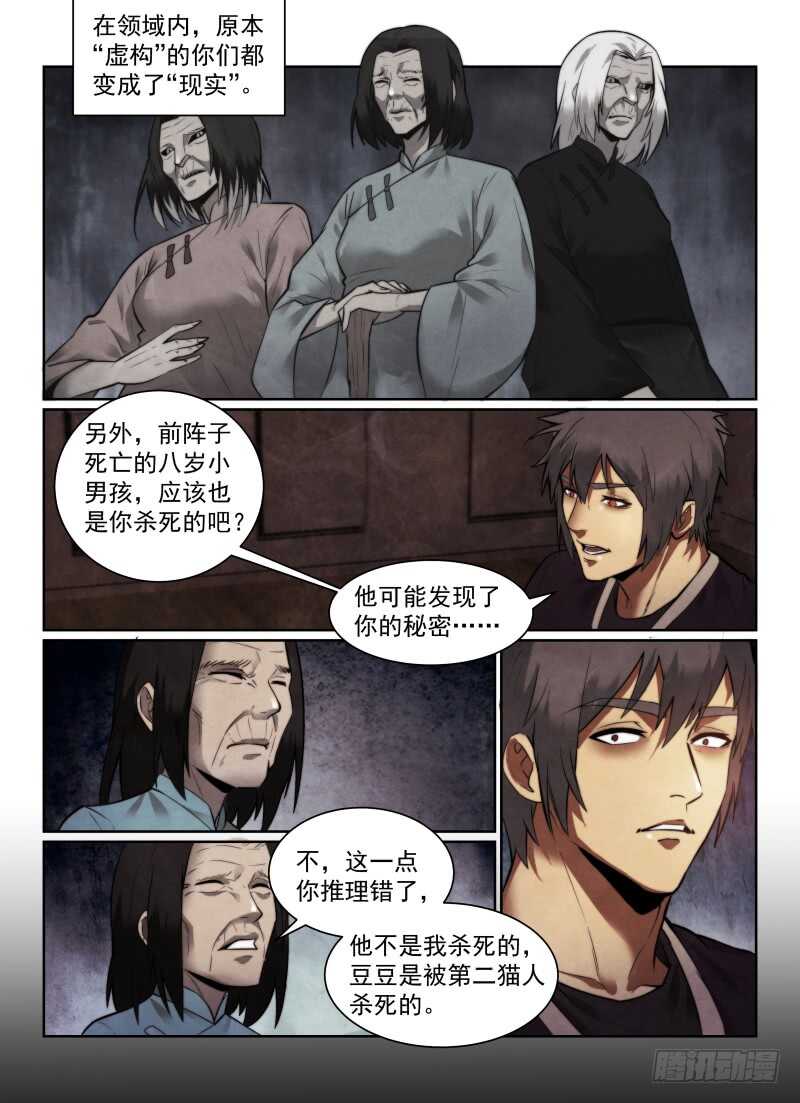 在领域内，原本
“虚构”的你们都
变成了“现实”。
另外，前阵子
死亡的八岁小
男孩，应该也
是你杀死的吧？
他可能发现了
你的秘密……
不，这一点
你推理错了，
他不是我杀死的，
豆豆是被第二猫人
杀死的。
腾讯动漫